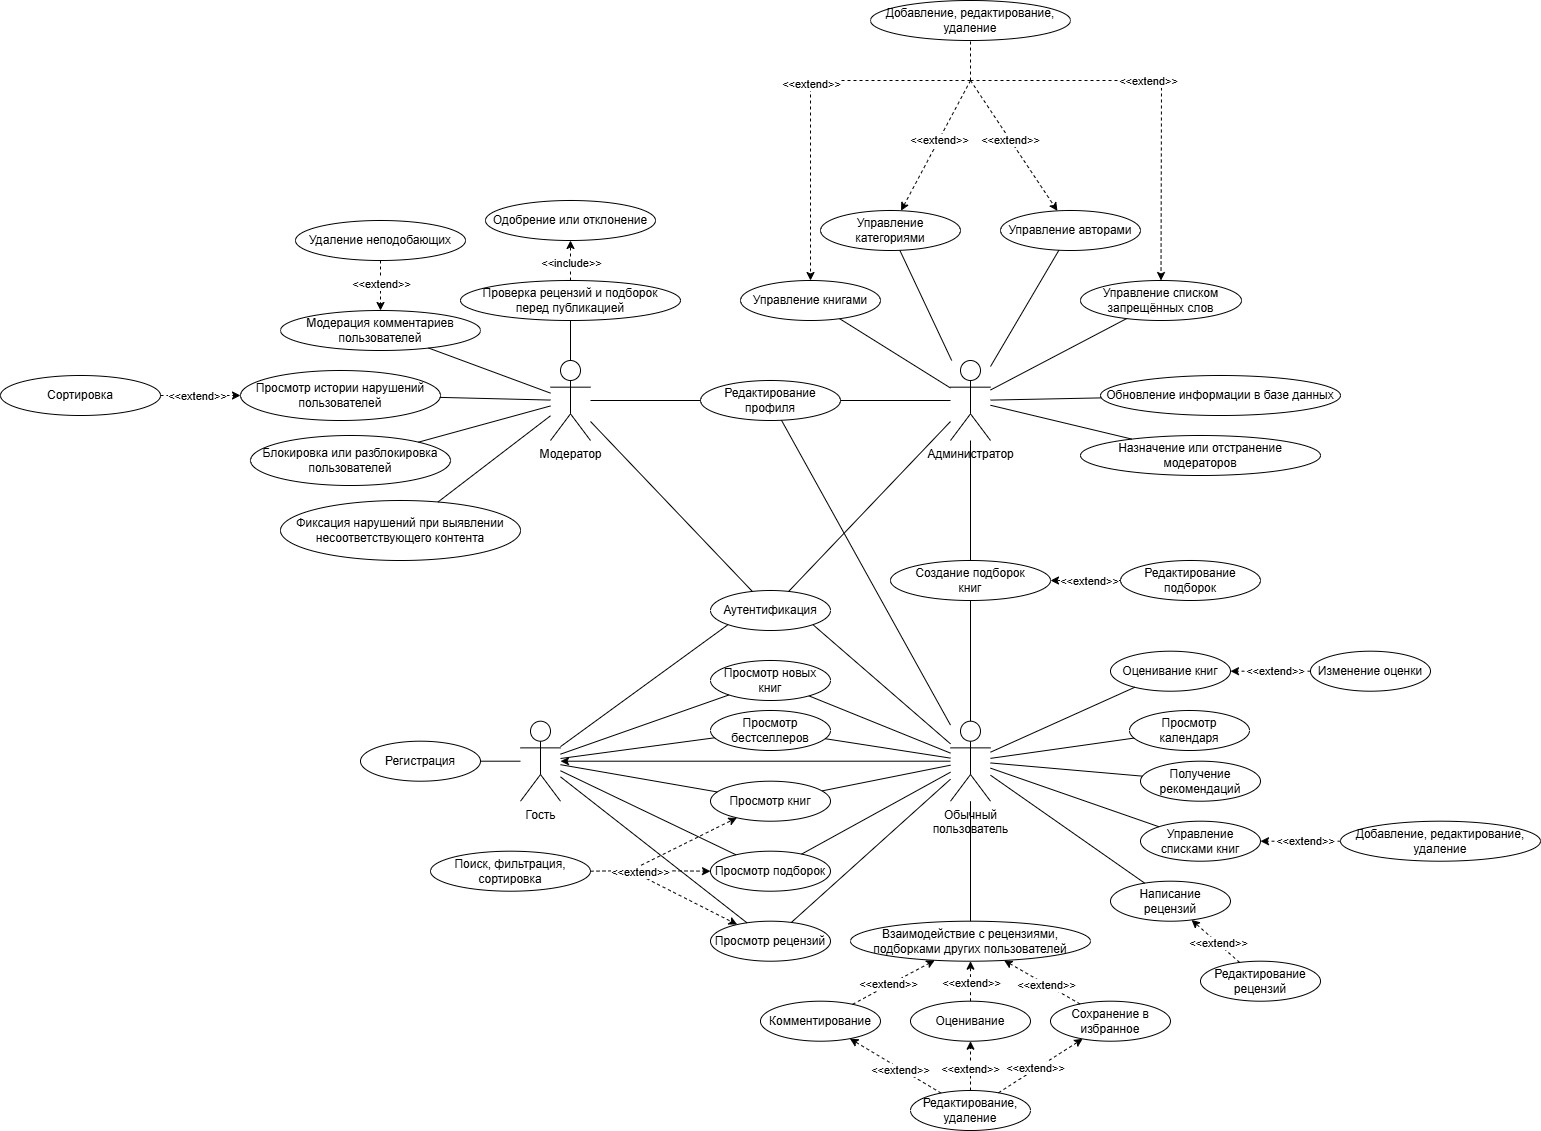 Добавление, редактирование,
удаление
<<extend>>
<<extend>>
<<extend>>
<<extend>>
Одобрение или отклонение
Удаление неподобающих
Управление
категориями
Управление авторами
<<include>>
<<extend>>
Проверка рецензий и подборок
перед публикацией
Управление книгами
Управление списком
запрещённых слов
Модерация комментариев
пользователей
Сортировка
<<extend>>
Просмотр истории нарушений
пользователей
Редактирование
профиля
Обновление информации в базе данных
Модератор
Администратор
Блокировка или разблокировка
пользователей
Назначение или отстранение
модераторов
Фиксация нарушений при выявлении
несоответствующего контента
Создание подборок
книг
<<extend>>
Редактирование
подборок
Аутентификация
Просмотр новых
книг
Оценивание книг
<<extend>>
Изменение оценки
Просмотр
бестселлеров
Просмотр
календаря
Регистрация
Получение
рекомендаций
Просмотр книг
Гость
Обычный
пользователь
Управление
списками книг
<<extend>>
Добавление, редактирование,
удаление
Поиск, фильтрация,
сортировка
<<extend>>
Просмотр подборок
Написание
рецензий
Просмотр рецензий
Взаимодействие с рецензиями,
подборками других пользователей
<<extend>>
Редактирование
рецензий
<<extend>>
<<extend>>
<<extend>>
Комментирование
Оценивание
Сохранение в
избранное
<<extend>>
<<extend>>
<<extend>>
Редактирование,
удаление